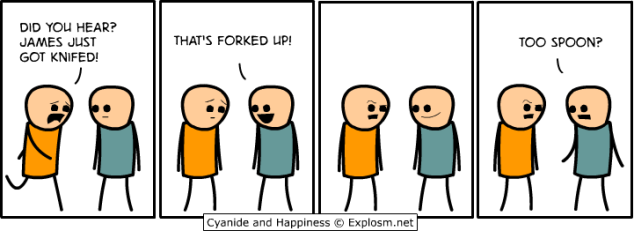 DID YOU HEAR?
JAMES JUST
GOT KNIFED!
THAT'S FORKED UP!
TOO SPOON?
Cyanide and Happiness © Explosm.net